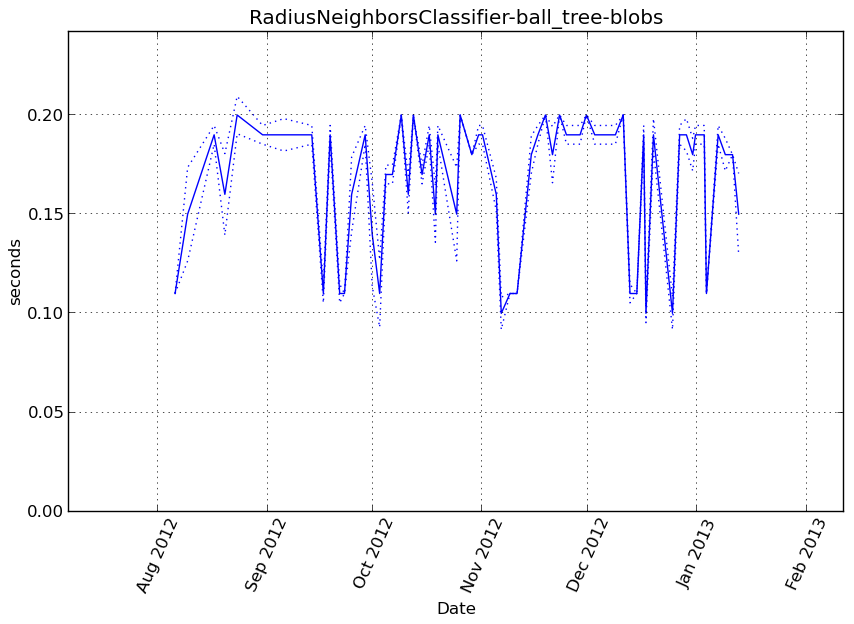 RadiusNeighborsClassifier-ball_tree-blobs
seconds
0.20
0.15
0.10
0.05
0.00
Aug 2012
Sep 2012
Oct 2012
Nov 2012
Dec 2012
Jan 2013
Feb 2013
Date